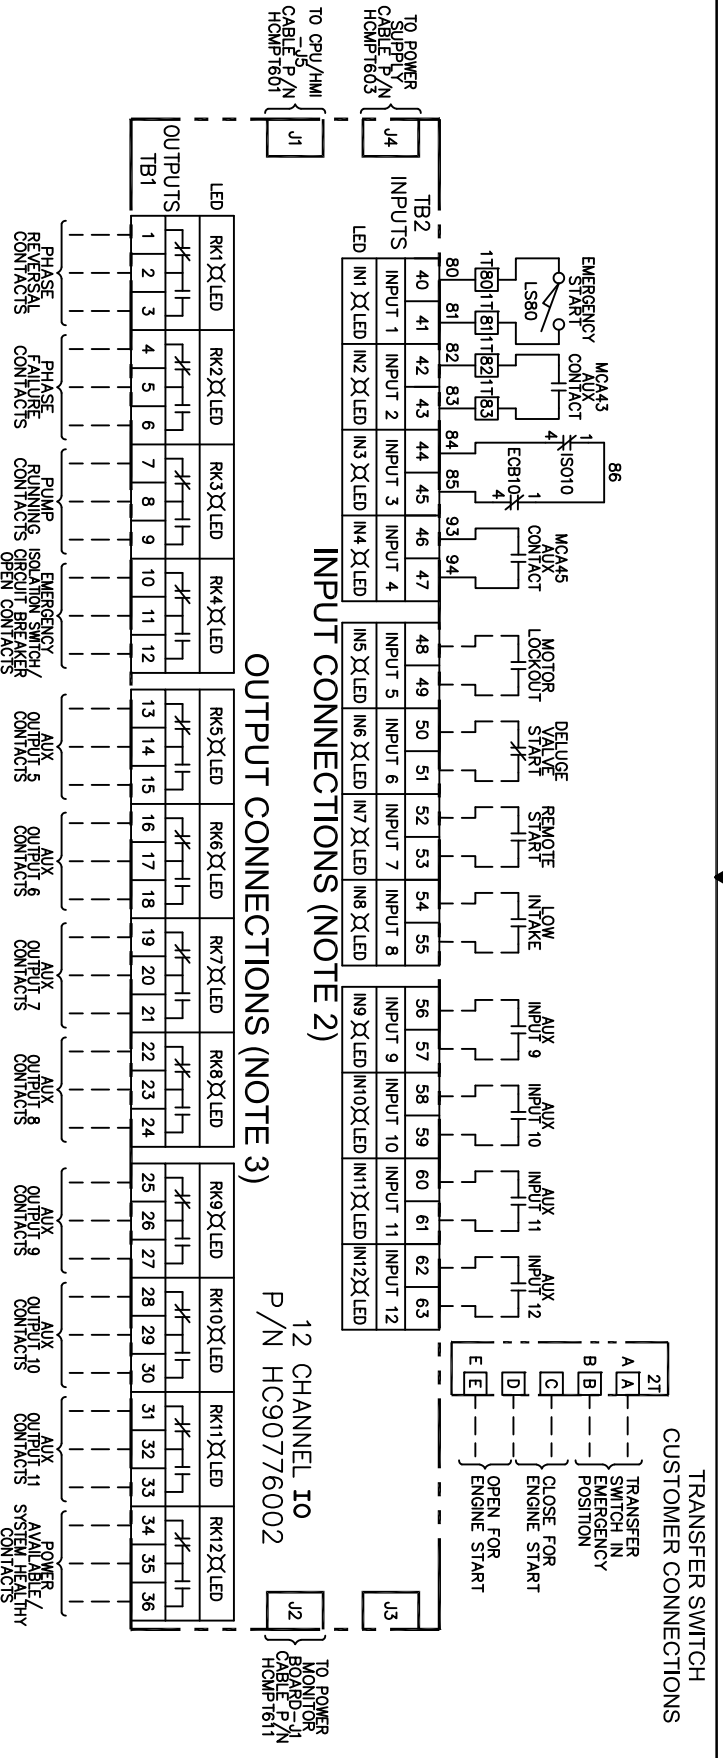 TRANSFER SWITCH
CUSTOMER CONNECTIONS
2T
A
A
B
B
C
D
E
E
TRANSFER
SWITCH IN
EMERGENCY
POSITION
CLOSE FOR
ENGINE START
OPEN FOR
ENGINE START
TO POWER
SUPPLY
CABLE P/N
HCMPT603
J4
TO CPU/HMI
-J5
CABLE P/N
HCMPT601
J1
EMERGENCY
START
LS80
MCA43
AUX
CONTACT
86
1
4
ISO10
ECB10
1
4
MCA45
AUX
CONTACT
MOTOR
LOCKOUT
DELUGE
VALVE
START
REMOTE
START
LOW
INTAKE
AUX
INPUT 9
AUX
INPUT 10
AUX
INPUT 11
AUX
INPUT 12
1T 80 1T 81 1T 82 1T 83
80 81 82 83 84 85 93 94
TB2
INPUTS
40 41 42 43 44 45 46 47 48 49 50 51 52 53 54 55 56 57 58 59 60 61 62 63
INPUT 1 INPUT 2 INPUT 3 INPUT 4 INPUT 5 INPUT 6 INPUT 7 INPUT 8 INPUT 9 INPUT 10 INPUT 11 INPUT 12
LED
IN1 LED IN2 LED IN3 LED IN4 LED IN5 LED IN6 LED IN7 LED IN8 LED IN9 LED IN10 LED IN11 LED IN12 LED
INPUT CONNECTIONS (NOTE 2)
OUTPUT CONNECTIONS (NOTE 3)
12 CHANNEL IO
P/N HC90776002
J3
J2
TO POWER
MONITOR
BOARD-J1
CABLE P/N
HCMPT611
LED
RK1 LED RK2 LED RK3 LED RK4 LED RK5 LED RK6 LED RK7 LED RK8 LED RK9 LED RK10 LED RK11 LED RK12 LED
OUTPUTS
TB1
1 2 3 4 5 6 7 8 9 10 11 12 13 14 15 16 17 18 19 20 21 22 23 24 25 26 27 28 29 30 31 32 33 34 35 36
PHASE
REVERSAL
CONTACTS
PHASE
FAILURE
CONTACTS
PUMP
RUNNING
CONTACTS
EMERGENCY
ISOLATION SWITCH/
CIRCUIT BREAKER
OPEN CONTACTS
AUX
OUTPUT 5
CONTACTS
AUX
OUTPUT 6
CONTACTS
AUX
OUTPUT 7
CONTACTS
AUX
OUTPUT 8
CONTACTS
AUX
OUTPUT 9
CONTACTS
AUX
OUTPUT 10
CONTACTS
AUX
OUTPUT 11
CONTACTS
POWER
AVAILABLE/
SYSTEM HEALTHY
CONTACTS